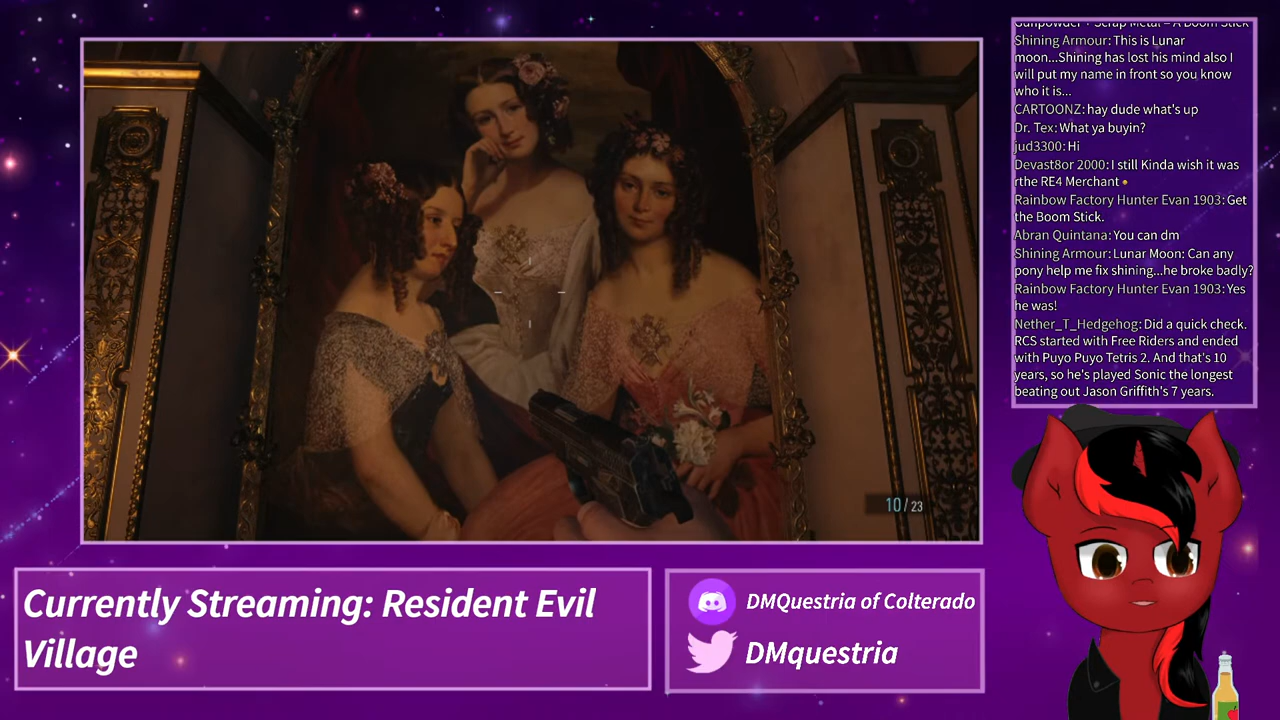 Gunpowder + Scrap Metal = A Boom Stick
Shining Armour: This is Lunar
moon...Shining has lost his mind also I
will put my name in front so you know
who it is...
CARTOONZ: hay dude what's up
Dr. Tex: What ya buyin?
jud3300: Hi
Devast8or 2000: I still Kinda wish it was
rthe RE4 Merchant
Rainbow Factory Hunter Evan 1903: Get
the Boom Stick.
Abran Quintana: You can dm
Shining Armour: Lunar Moon: Can any
pony help me fix shining...he broke badly?
Rainbow Factory Hunter Evan 1903: Yes
he was!
Nether_T_Hedgehog: Did a quick check.
RCS started with Free Riders and ended
with Puyo Puyo Tetris 2. And that's 10
years, so he's played Sonic the longest
beating out Jason Griffith's 7 years.
10/23
Currently Streaming: Resident Evil
Village
DMQuestria of Colterado
DMquestria